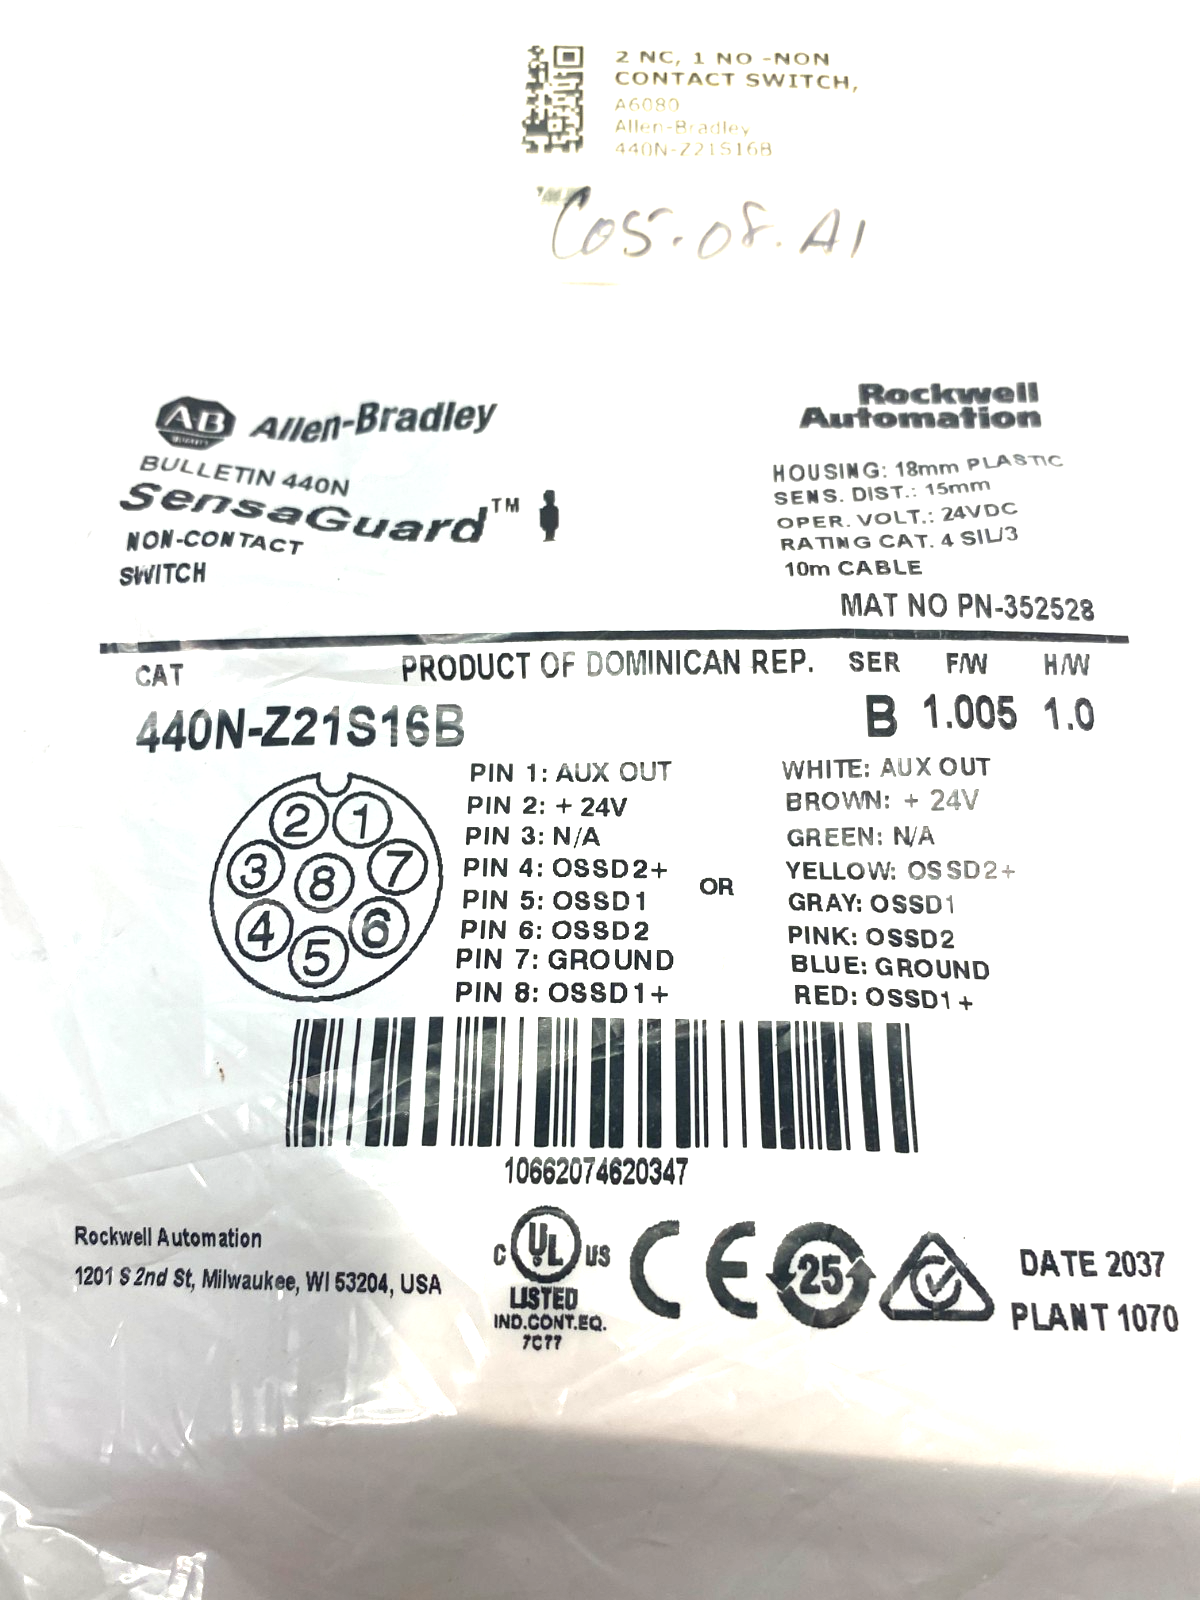 2 NC, 1 NO -NON
CONTACT SWITCH,
A6080
Allen-Bradley
440N-Z21S16B
C05.08.A1
AB Allen-Bradley
BULLETIN 440N
SensaGuard™
NON-CONTACT
SWITCH
Rockwell
Automation
HOUSING: 18mm PLASTIC
SENS. DIST.: 15mm
OPER. VOLT.: 24VDC
RATING CAT. 4 SIL/3
10m CABLE
MAT NO PN-352528
CAT PRODUCT OF DOMINICAN REP. SER F/W H/W
440N-Z21S16B B 1.005 1.0
2 1
3 8 7
4 5 6
PIN 1: AUX OUT
PIN 2: + 24V
PIN 3: N/A
PIN 4: OSSD2+
PIN 5: OSSD1
PIN 6: OSSD2
PIN 7: GROUND
PIN 8: OSSD1+
OR
WHITE: AUX OUT
BROWN: + 24V
GREEN: N/A
YELLOW: OSSD2+
GRAY: OSSD1
PINK: OSSD2
BLUE: GROUND
RED: OSSD1+
10662074620347
Rockwell Automation
1201 S 2nd St, Milwaukee, WI 53204, USA
C UL US
LISTED
IND.CONT.EQ.
7C77
CE
25
DATE 2037
PLANT 1070